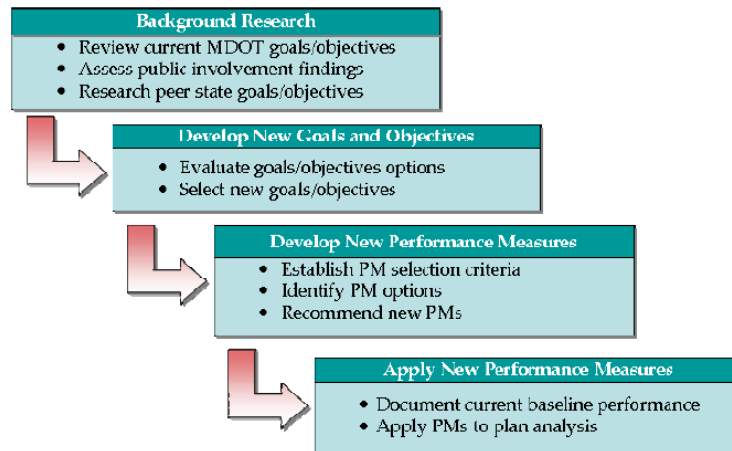 Background Research
• Review current MDOT goals/objectives
• Assess public involvement findings
• Research peer state goals/objectives
Develop New Goals and Objectives
• Evaluate goals/objectives options
• Select new goals/objectives
Develop New Performance Measures
• Establish PM selection criteria
• Identify PM options
• Recommend new PMs
Apply New Performance Measures
• Document current baseline performance
• Apply PMs to plan analysis